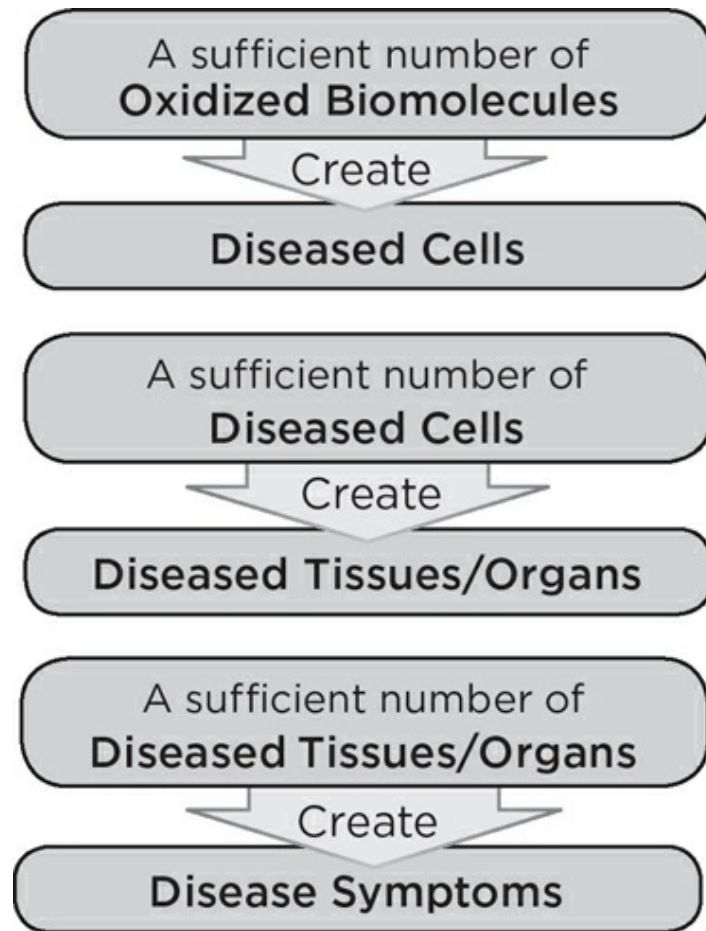 A sufficient number of
Oxidized Biomolecules
Create
Diseased Cells
A sufficient number of
Diseased Cells
Create
Diseased Tissues/Organs
A sufficient number of
Diseased Tissues/Organs
Create
Disease Symptoms